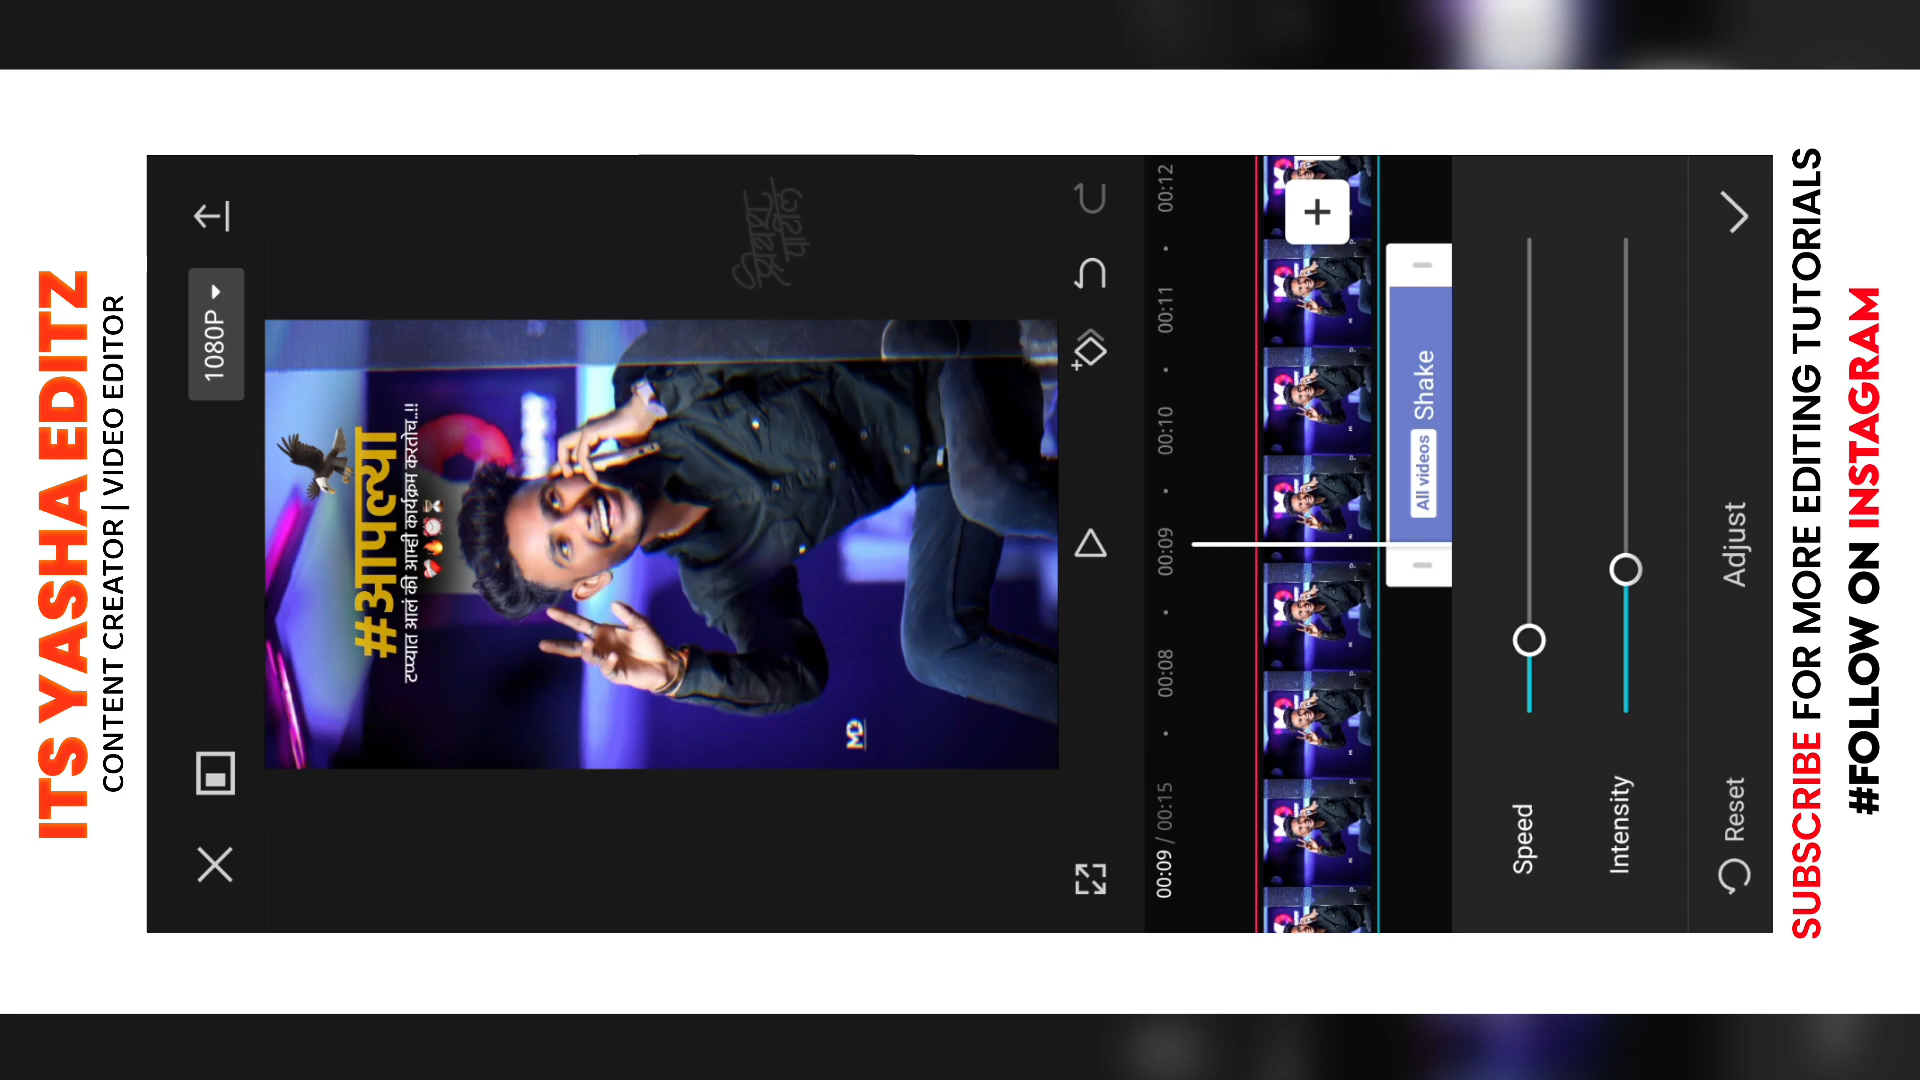 ITS YASHA EDITZ
CONTENT CREATOR | VIDEO EDITOR
1080P
#आपल्या
टप्प्यात आलं की आम्ही कार्यक्रम करतोच..!!
MD
00:09 / 00:15
00:08
00:09
00:10
00:11
00:12
All videos Shake
Speed
Intensity
Reset
Adjust
SUBSCRIBE FOR MORE EDITING TUTORIALS
#FOLLOW ON INSTAGRAM